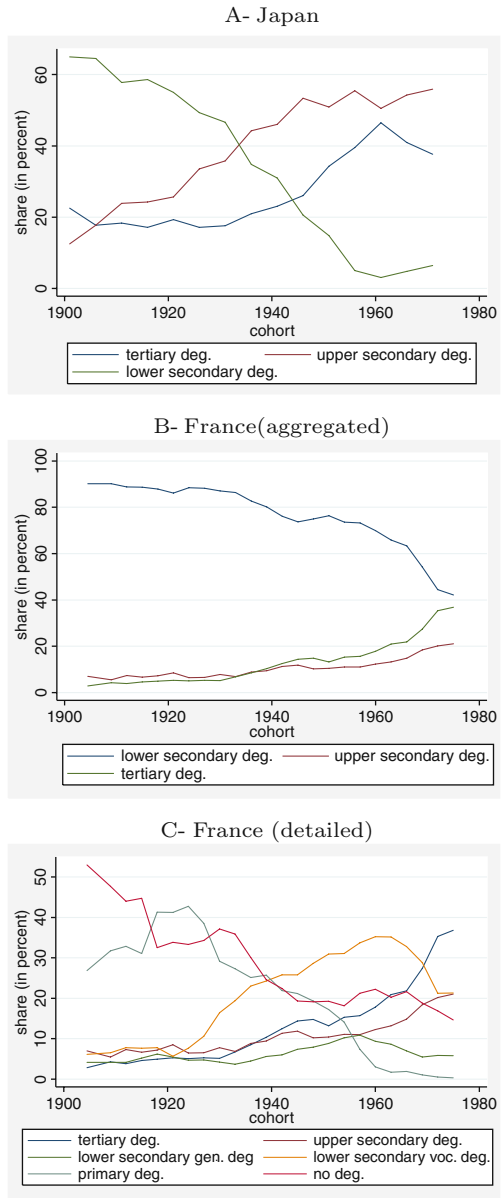 A- Japan
share (in percent)
60
40
20
0
1900 1920 1940 1960 1980
cohort
tertiary deg. upper secondary deg.
lower secondary deg.
B- France(aggregated)
share (in percent)
100
80
60
40
20
0
1900 1920 1940 1960 1980
cohort
lower secondary deg. upper secondary deg.
tertiary deg.
C- France (detailed)
share (in percent)
50
40
30
20
10
0
1900 1920 1940 1960 1980
cohort
tertiary deg. upper secondary deg.
lower secondary gen. deg lower secondary voc. deg.
primary deg. no deg.